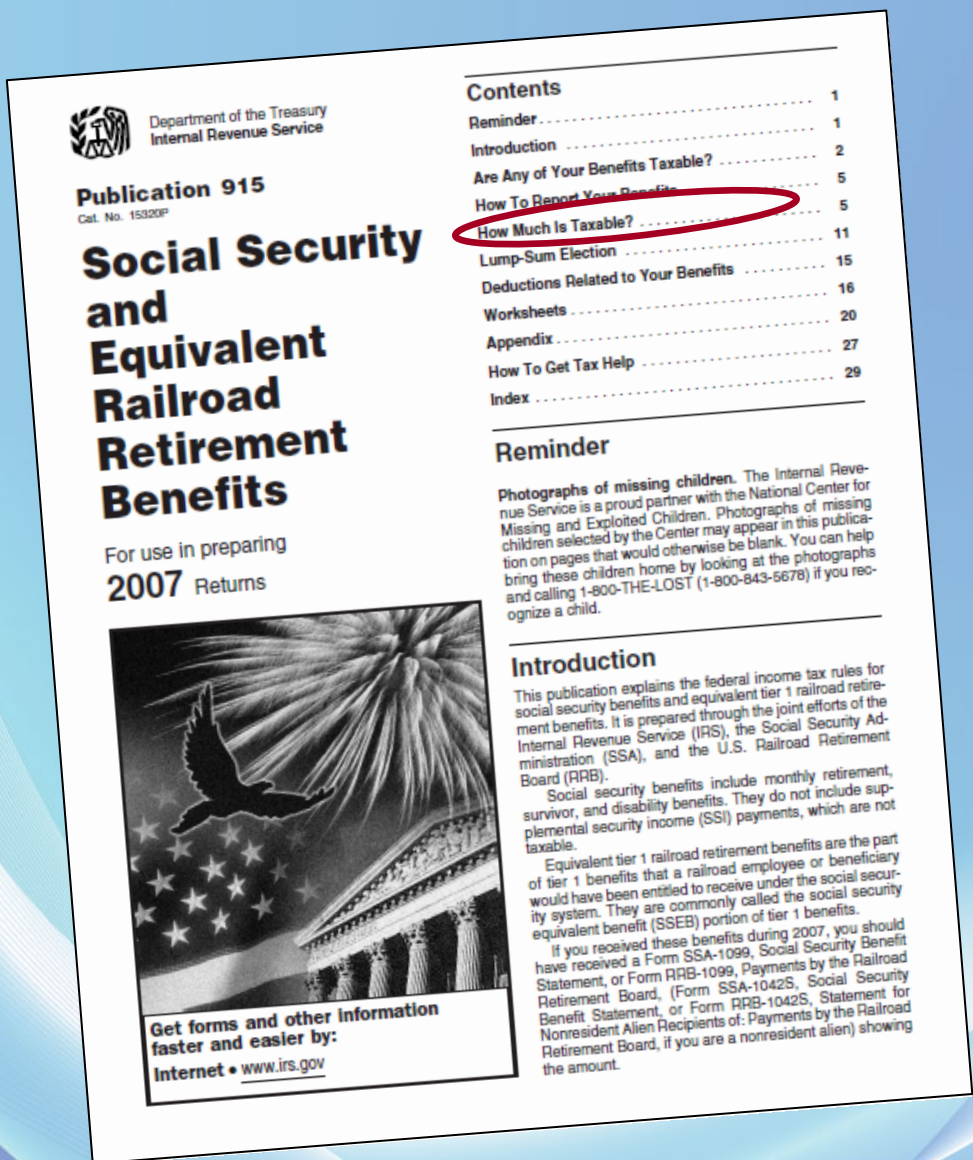 Department of the Treasury
Internal Revenue Service
Publication 915
Cat. No. 15320P
Social Security
and
Equivalent
Railroad
Retirement
Benefits
For use in preparing
2007 Returns
Get forms and other information
faster and easier by:
Internet • www.irs.gov
Contents
Reminder . . . . . . . . . . . . . . . . . . . . . . . . . . . . . . . . . . 1
Introduction . . . . . . . . . . . . . . . . . . . . . . . . . . . . . . . 1
Are Any of Your Benefits Taxable? . . . . . . . . . . . . 2
How To Report Your Benefits . . . . . . . . . . . . . . . . . 5
How Much Is Taxable? . . . . . . . . . . . . . . . . . . . . . . 5
Lump-Sum Election . . . . . . . . . . . . . . . . . . . . . . . . 11
Deductions Related to Your Benefits . . . . . . . . . . 15
Worksheets . . . . . . . . . . . . . . . . . . . . . . . . . . . . . . . 16
Appendix . . . . . . . . . . . . . . . . . . . . . . . . . . . . . . . . . 20
How To Get Tax Help . . . . . . . . . . . . . . . . . . . . . . . 27
Index . . . . . . . . . . . . . . . . . . . . . . . . . . . . . . . . . . . . 29
Reminder
Photographs of missing children. The Internal Reve-
nue Service is a proud partner with the National Center for
Missing and Exploited Children. Photographs of missing
children selected by the Center may appear in this publica-
tion on pages that would otherwise be blank. You can help
bring these children home by looking at the photographs
and calling 1-800-THE-LOST (1-800-843-5678) if you rec-
ognize a child.
Introduction
This publication explains the federal income tax rules for
social security benefits and equivalent tier 1 railroad retire-
ment benefits. It is prepared through the joint efforts of the
Internal Revenue Service (IRS), the Social Security Ad-
ministration (SSA), and the U.S. Railroad Retirement
Board (RRB).
Social security benefits include monthly retirement,
survivor, and disability benefits. They do not include sup-
plemental security income (SSI) payments, which are not
taxable.
Equivalent tier 1 railroad retirement benefits are the part
of tier 1 benefits that a railroad employee or beneficiary
would have been entitled to receive under the social secur-
ity system. They are commonly called the social security
equivalent benefit (SSEB) portion of tier 1 benefits.
If you received these benefits during 2007, you should
have received a Form SSA-1099, Social Security Benefit
Statement, or Form RRB-1099, Payments by the Railroad
Retirement Board, (Form SSA-1042S, Social Security
Benefit Statement, or Form RRB-1042S, Statement for
Nonresident Alien Recipients of: Payments by the Railroad
Retirement Board, if you are a nonresident alien) showing
the amount.